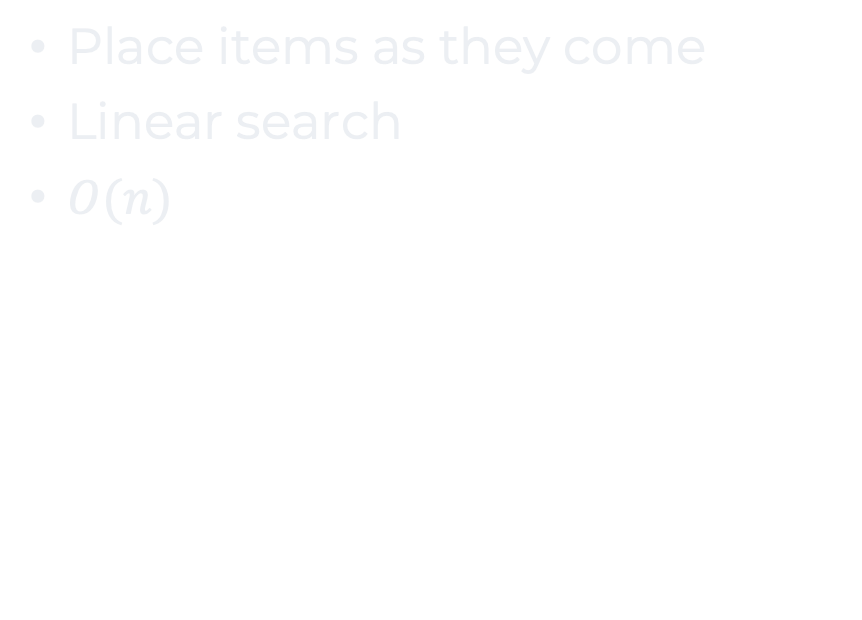 • Place items as they come
• Linear search
• O(n)